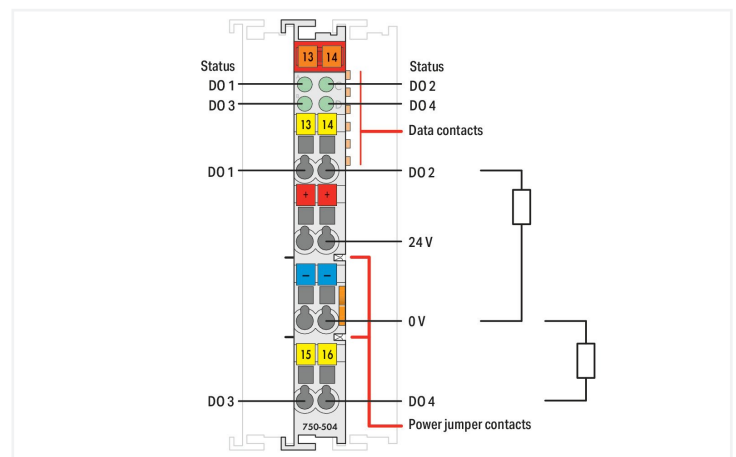 13 14
Status Status
DO 1 DO 2
DO 3 DO 4
13 14
Data contacts
DO 1 DO 2
+ +
24 V
− −
0 V
15 16
DO 3 DO 4
750-504
Power jumper contacts